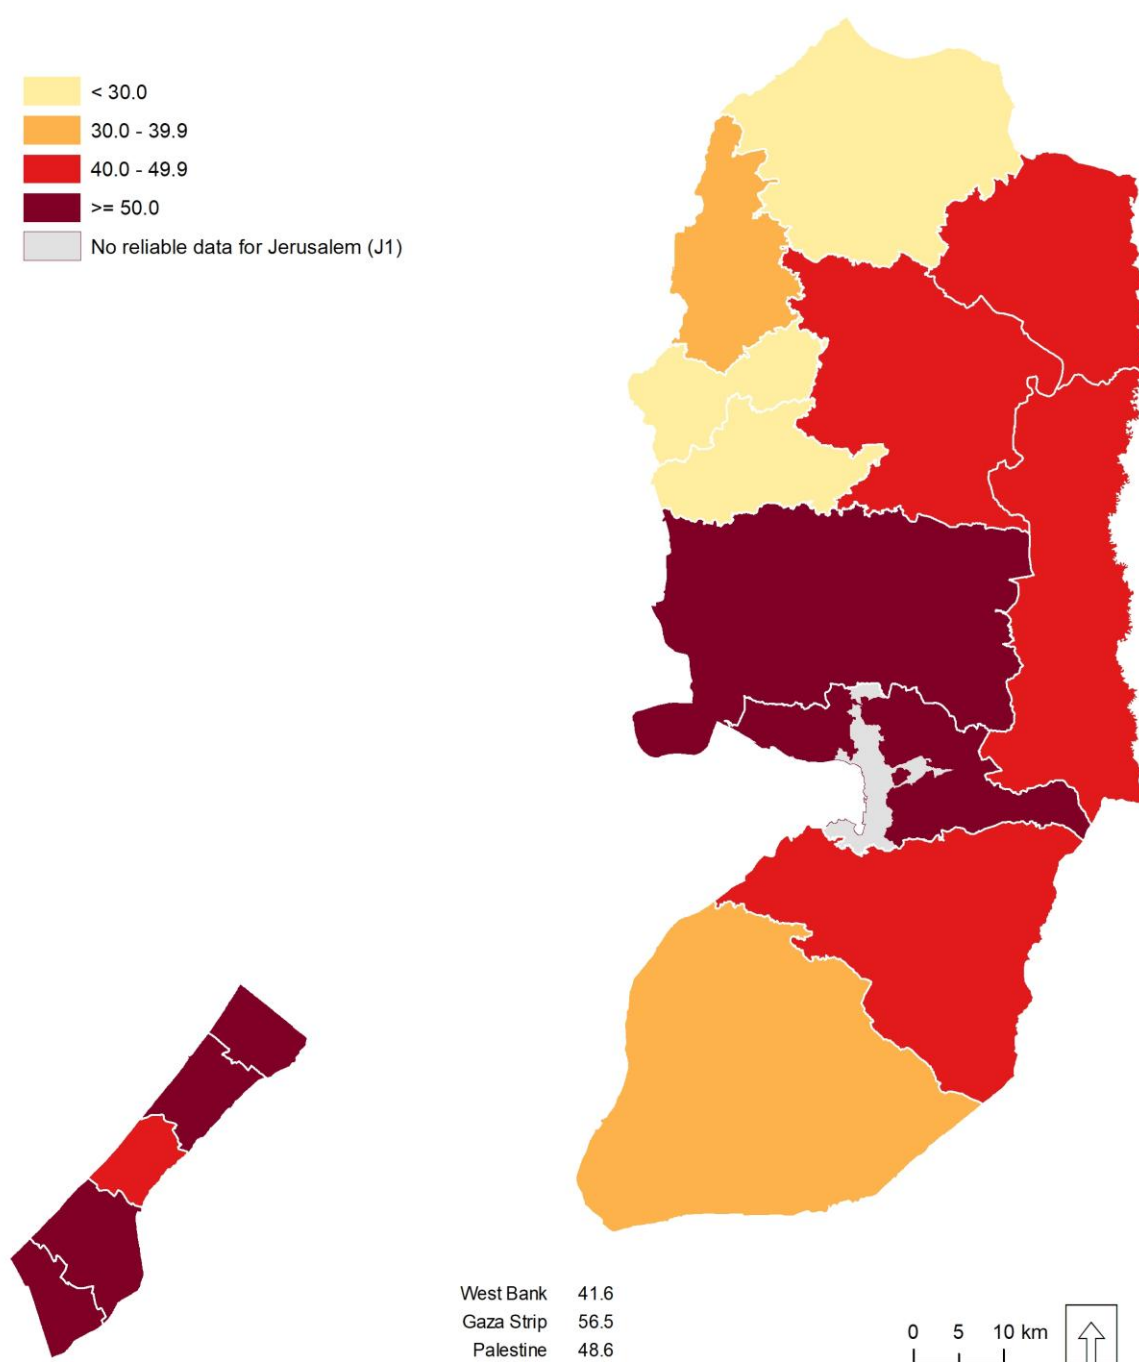 < 30.0
30.0 - 39.9
40.0 - 49.9
>= 50.0
No reliable data for Jerusalem (J1)
West Bank 41.6
Gaza Strip 56.5
Palestine 48.6
0 5 10 km